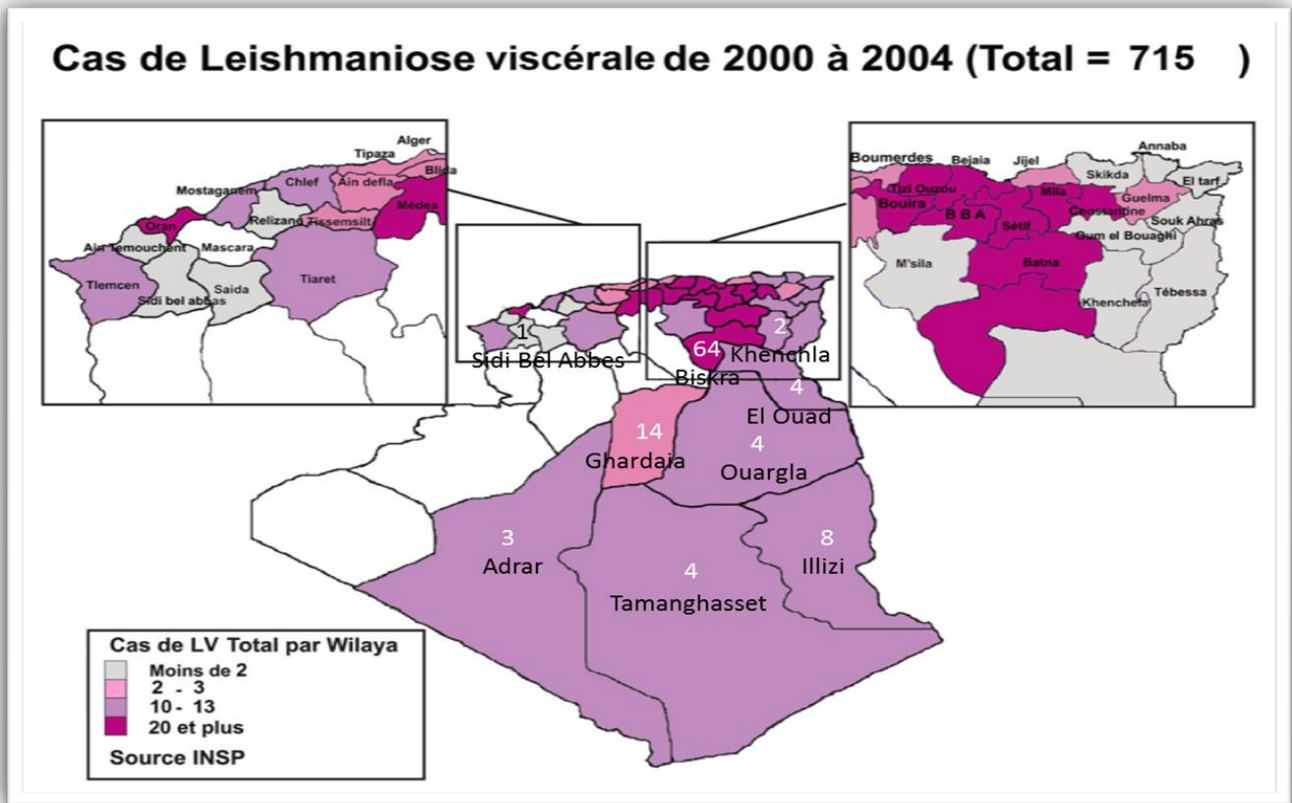 Cas de Leishmaniose viscérale de 2000 à 2004 (Total = 715 )
Alger
Tipaza
Blida
Chlef
Ain defla
Mostaganem
Médea
Relizane
Tissemsilt
Oran
Ain Temouchent
Mascara
Tlemcen
Saida
Tiaret
Sidi bel abbas
Annaba
Boumerdes
Bejaia
Jijel
Skikda
El tarf
Tizi Ouzou
Mila
Guelma
Bouira
Constantine
B B A
Souk Ahras
Sétif
Oum el Bouaghi
M'sila
Batna
Tébessa
Khenchela
1
Sidi Bel Abbes
2
64
Khenchla
Biskra
4
El Ouad
14
Ghardaia
4
Ouargla
3
Adrar
8
Illizi
4
Tamanghasset
Cas de LV Total par Wilaya
Moins de 2
2 - 3
10 - 13
20 et plus
Source INSP